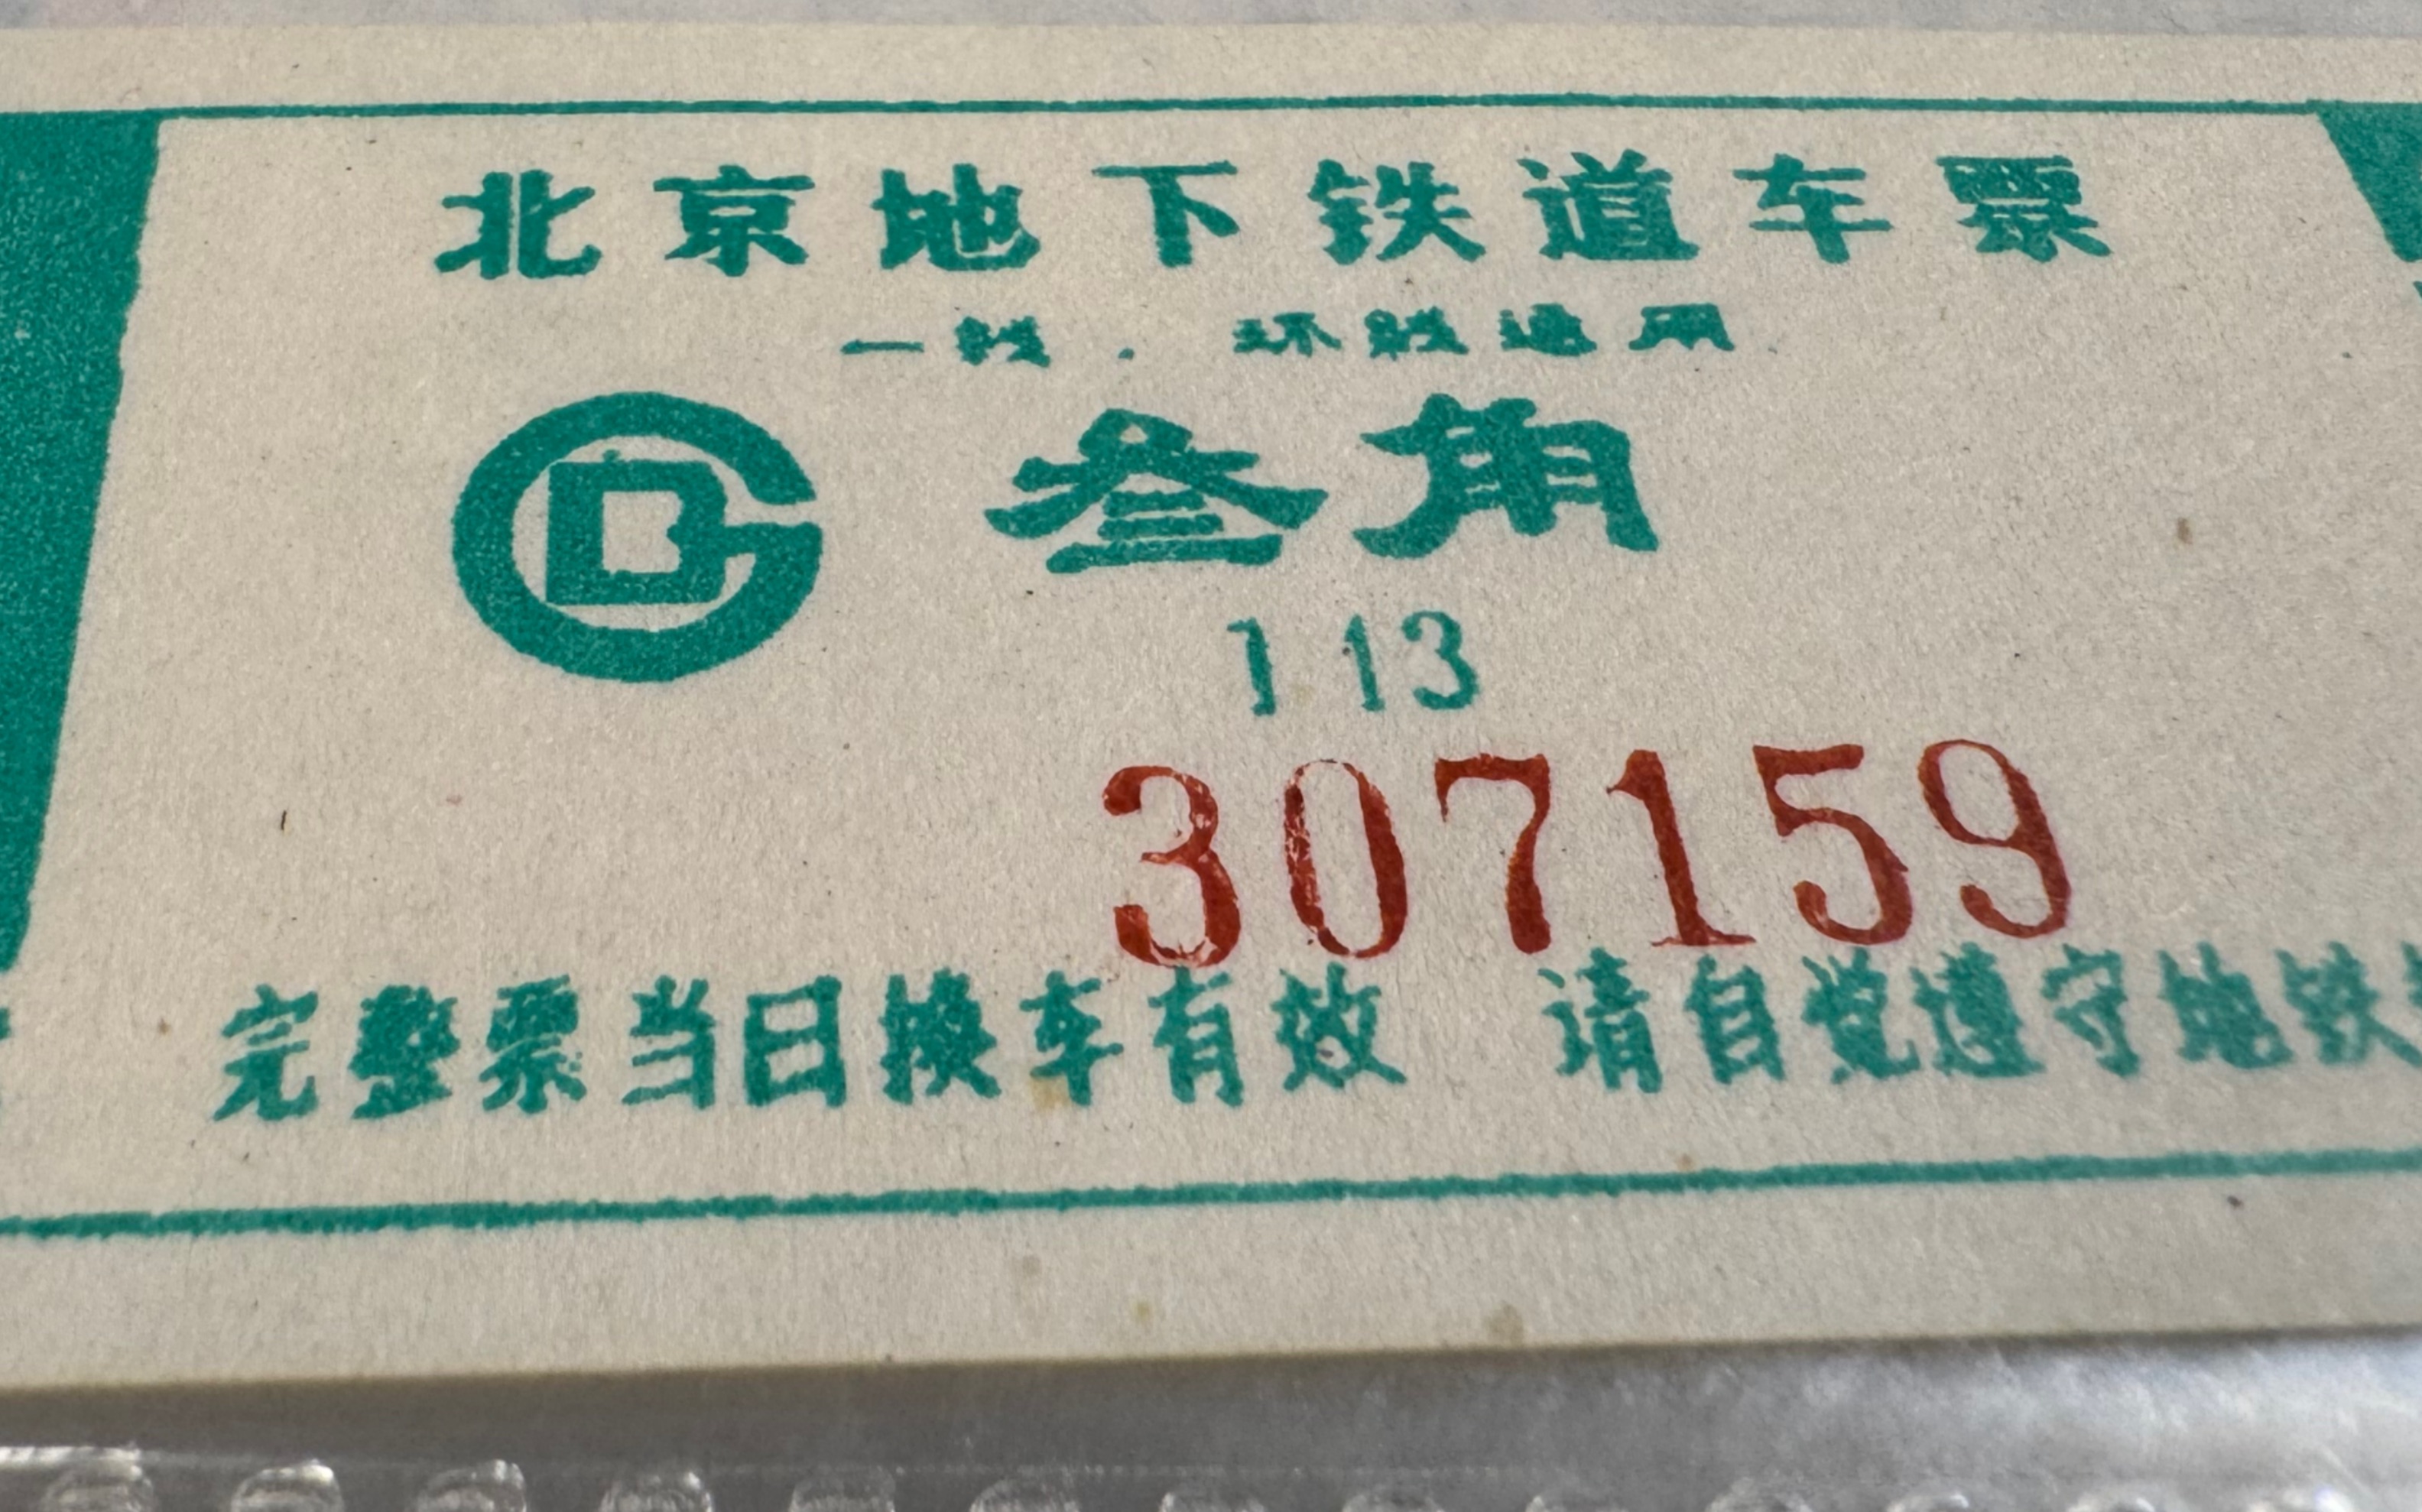 北京地下铁道车票
一线．环线通用
叁角
113
307159
完整票当日换车有效 请自觉遵守地铁